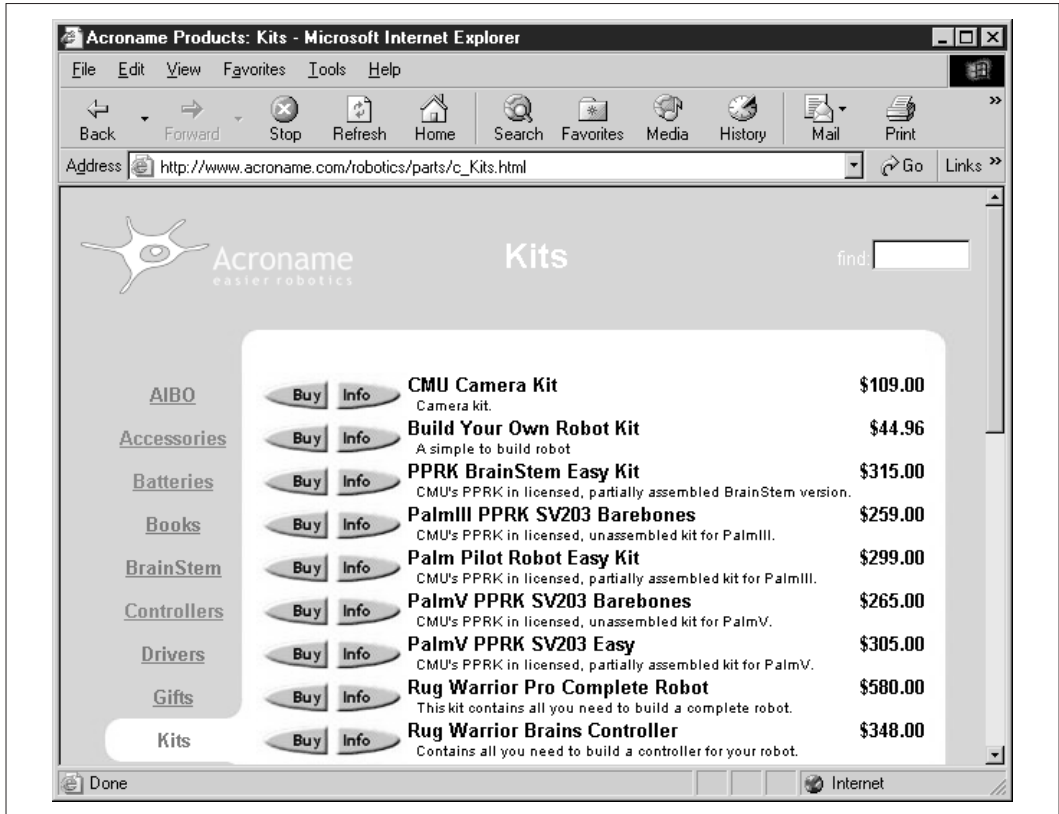 Acroname Products: Kits - Microsoft Internet Explorer
File Edit View Favorites Tools Help
Back Forward Stop Refresh Home Search Favorites Media History Mail Print »
Address http://www.acroname.com/robotics/parts/c_Kits.html Go Links »
Acroname
easier robotics
Kits
find:
AIBO
Accessories
Batteries
Books
BrainStem
Controllers
Drivers
Gifts
Kits
Buy Info CMU Camera Kit $109.00
Camera kit.
Buy Info Build Your Own Robot Kit $44.96
A simple to build robot
Buy Info PPRK BrainStem Easy Kit $315.00
CMU's PPRK in licensed, partially assembled BrainStem version.
Buy Info PalmIII PPRK SV203 Barebones $259.00
CMU's PPRK in licensed, unassembled kit for PalmIII.
Buy Info Palm Pilot Robot Easy Kit $299.00
CMU's PPRK in licensed, partially assembled kit for PalmIII.
Buy Info PalmV PPRK SV203 Barebones $265.00
CMU's PPRK in licensed, unassembled kit for PalmV.
Buy Info PalmV PPRK SV203 Easy $305.00
CMU's PPRK in licensed, partially assembled kit for PalmV.
Buy Info Rug Warrior Pro Complete Robot $580.00
This kit contains all you need to build a complete robot.
Buy Info Rug Warrior Brains Controller $348.00
Contains all you need to build a controller for your robot.
Done Internet